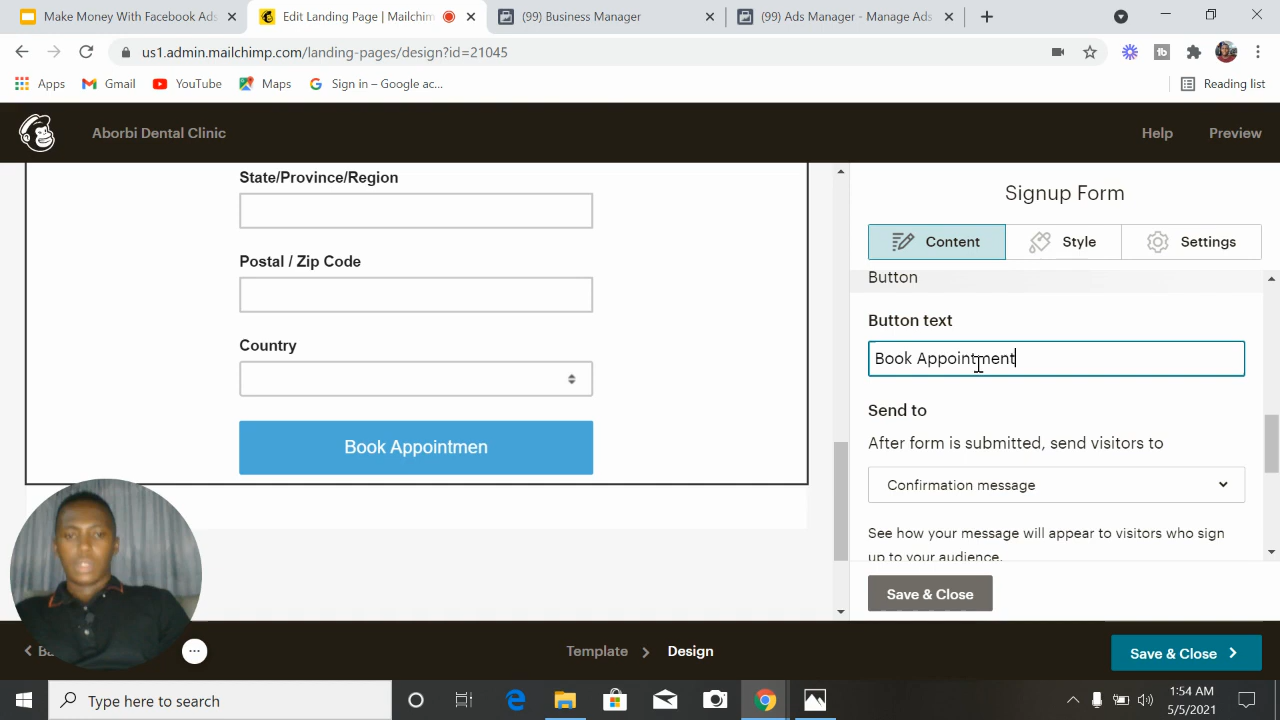 Make Money With Facebook Ads
Edit Landing Page | Mailchim
(99) Business Manager
(99) Ads Manager - Manage Ads
us1.admin.mailchimp.com/landing-pages/design?id=21045
Apps
Gmail
YouTube
Maps
Sign in – Google ac...
Reading list
Aborbi Dental Clinic
Help
Preview
State/Province/Region
Postal / Zip Code
Country
Book Appointmen
Signup Form
Content
Style
Settings
Button
Button text
Book Appointment
Send to
After form is submitted, send visitors to
Confirmation message
See how your message will appear to visitors who sign
up to your audience.
Save & Close
Ba
Template
Design
Save & Close
Type here to search
1:54 AM
5/5/2021